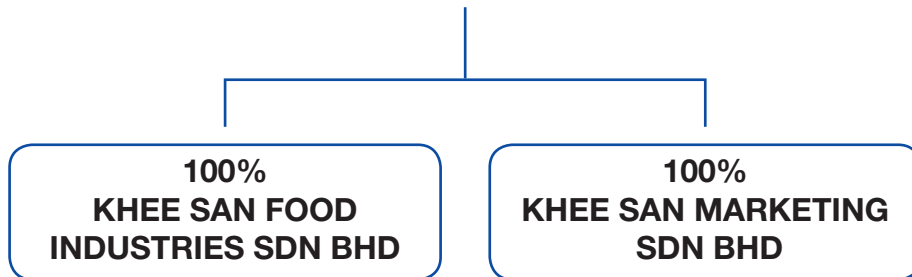 100%
KHEE SAN FOOD
INDUSTRIES SDN BHD
100%
KHEE SAN MARKETING
SDN BHD